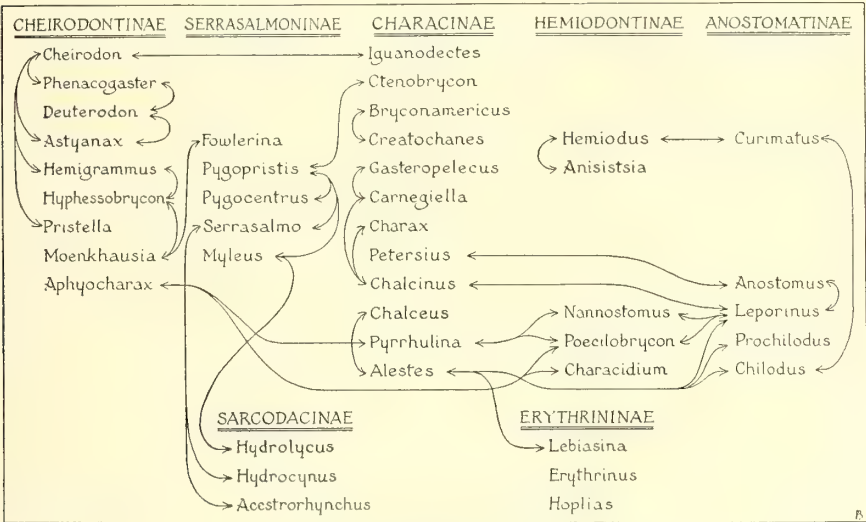 CHEIRODONTINAE SERRASALMONINAE CHARACINAE HEMIODONTINAE ANOSTOMATINAE
Cheirodon Iguanodectes
Phenacogaster Ctenobrycon
Deuterodon Bryconamericus
Astyanax Fowlerina Creatochanes Hemiodus Curimatus
Hemigrammus Pygopristis Gasteropelecus Anisistsia
Hyphessobrycon Pygocentrus Carnegiella
Pristella Serrasalmo Charax
Moenkhausia Myleus Petersius
Aphyocharax Chalcinus Anostomus
Chalceus Nannostomus Leporinus
Pyrrhulina Poecilobrycon Prochilodus
Alestes Characidium Chilodus
SARCODACINAE ERYTHRININAE
Hydrolycus Lebiasina
Hydrocynus Erythrinus
Acestrorhynchus Hoplias